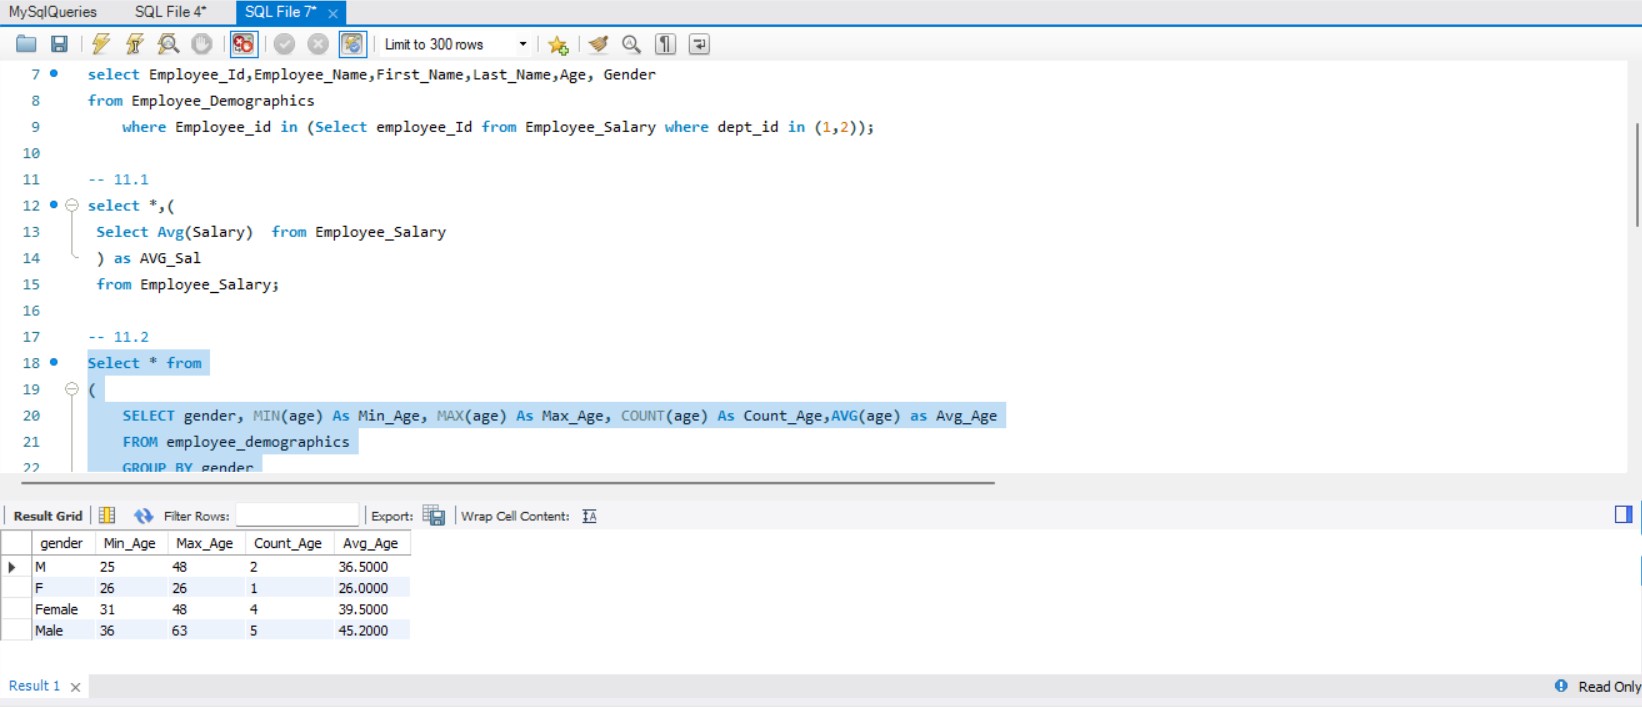 MySqlQueries SQL File 4* SQL File 7*
Limit to 300 rows
7 select Employee_Id,Employee_Name,First_Name,Last_Name,Age, Gender
8 from Employee_Demographics
9 where Employee_id in (Select employee_Id from Employee_Salary where dept_id in (1,2));
10
11 -- 11.1
12 select *,(
13 Select Avg(Salary) from Employee_Salary
14 ) as AVG_Sal
15 from Employee_Salary;
16
17 -- 11.2
18 Select * from
19 (
20 SELECT gender, MIN(age) As Min_Age, MAX(age) As Max_Age, COUNT(age) As Count_Age,AVG(age) as Avg_Age
21 FROM employee_demographics
22 GROUP BY gender
Result Grid Filter Rows: Export: Wrap Cell Content:
gender Min_Age Max_Age Count_Age Avg_Age
M 25 48 2 36.5000
F 26 26 1 26.0000
Female 31 48 4 39.5000
Male 36 63 5 45.2000
Result 1 Read Only